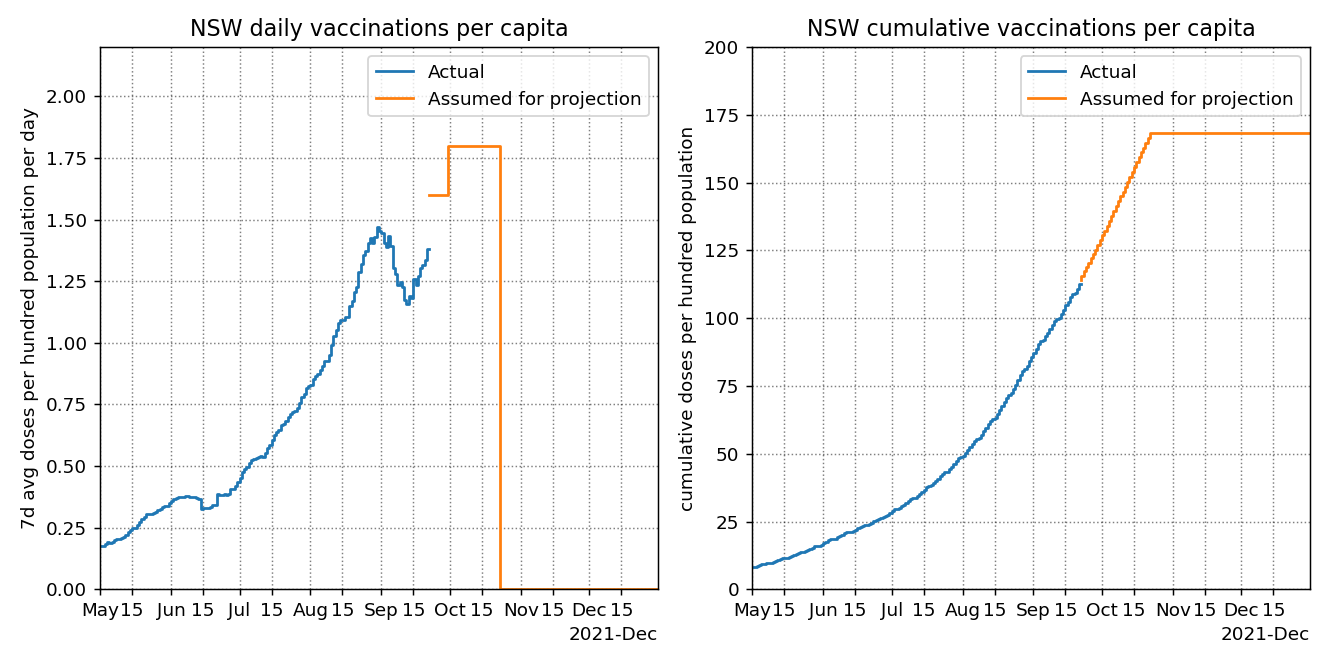 NSW daily vaccinations per capita
7d avg doses per hundred population per day
2.00
1.75
1.50
1.25
1.00
0.75
0.50
0.25
0.00
Actual
Assumed for projection
May 15 Jun 15 Jul 15 Aug 15 Sep 15 Oct 15 Nov 15 Dec 15
2021-Dec
NSW cumulative vaccinations per capita
cumulative doses per hundred population
200
175
150
125
100
75
50
25
0
Actual
Assumed for projection
May 15 Jun 15 Jul 15 Aug 15 Sep 15 Oct 15 Nov 15 Dec 15
2021-Dec